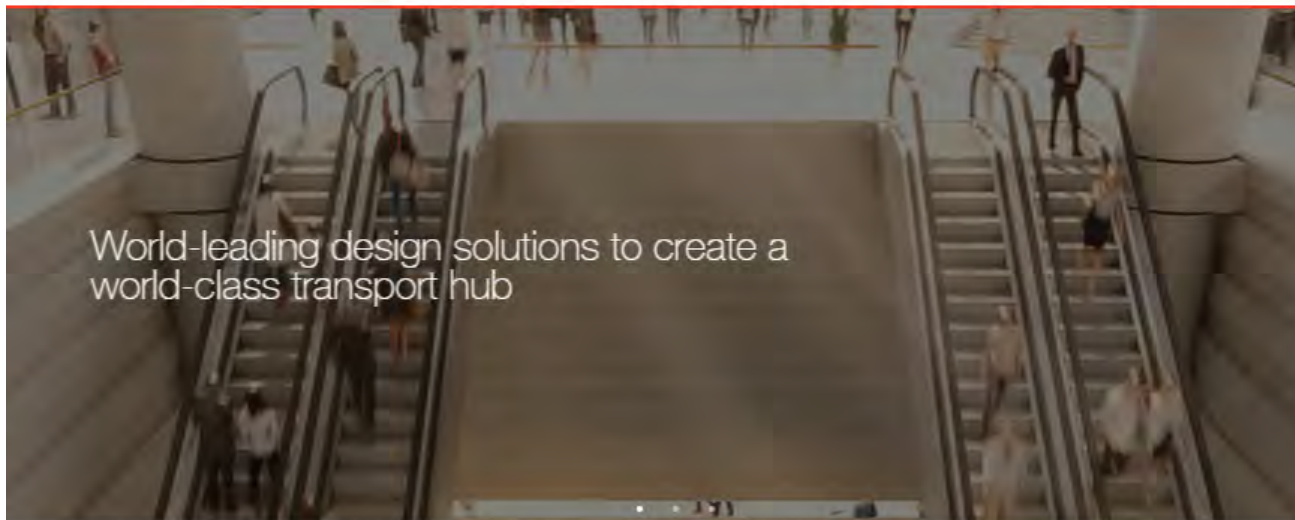 World-leading design solutions to create a
world-class transport hub